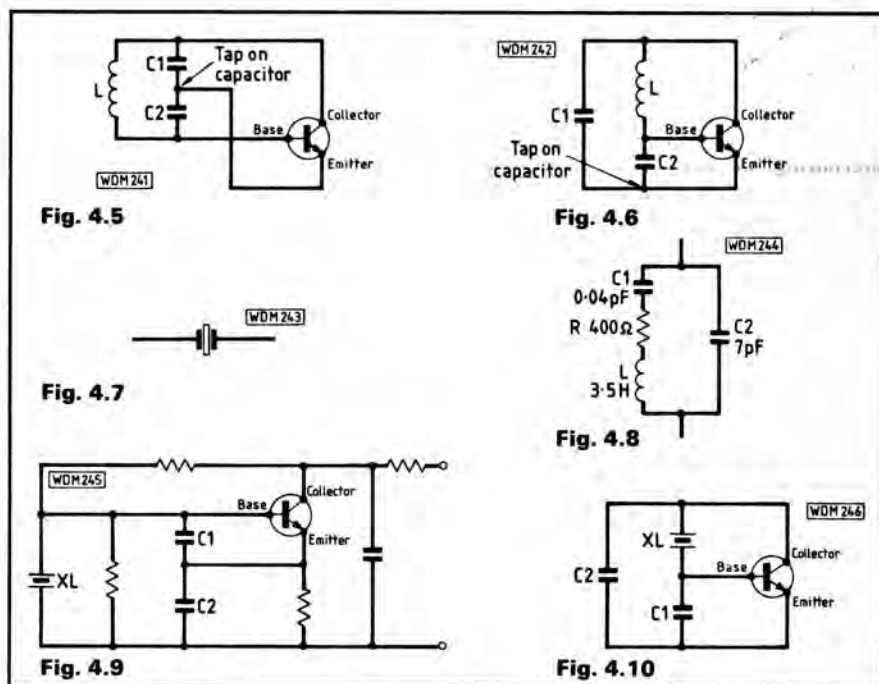 C1
Tap on
capacitor
L
C2
Base
Collector
Emitter
WDM 241
Fig. 4.5
WDM 242
C1
L
Base
Collector
C2
Emitter
Tap on
capacitor
Fig. 4.6
WDM 243
Fig. 4.7
WDM 244
C1
0·04pF
R 400Ω
L
3·5H
C2
7pF
Fig. 4.8
WDM 245
Base
Collector
C1
Emitter
XL
C2
Fig. 4.9
WDM 246
XL
C2
Base
Collector
C1
Emitter
Fig. 4.10